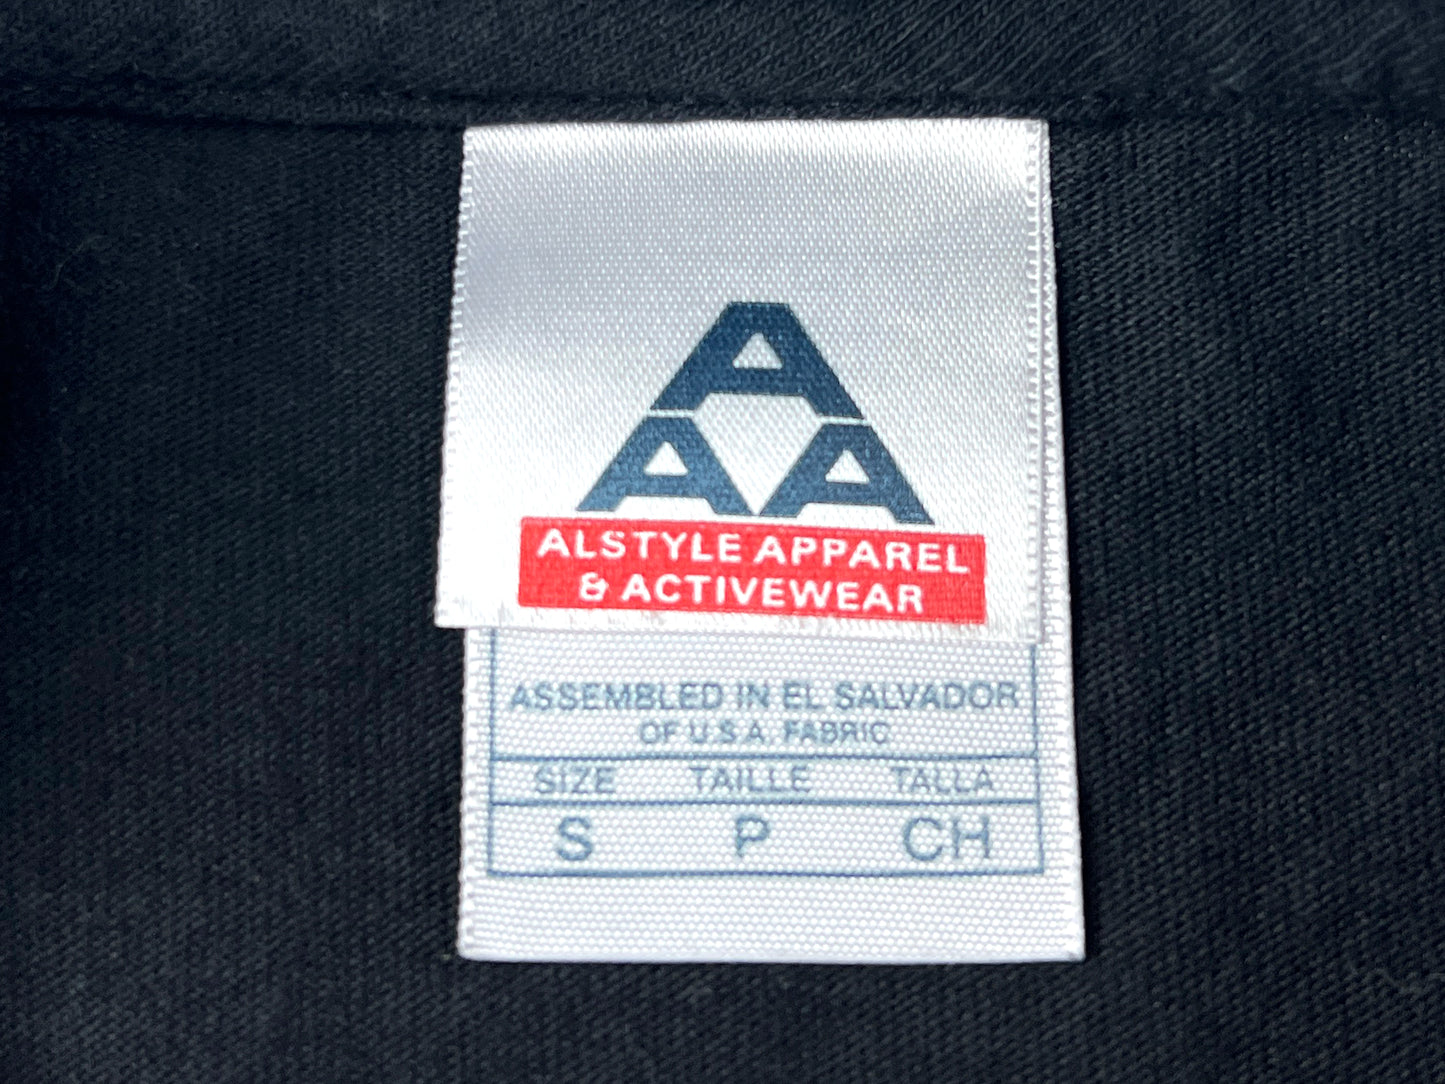 A
A A
ALSTYLE APPAREL
& ACTIVEWEAR
ASSEMBLED IN EL SALVADOR
OF U.S.A. FABRIC
SIZE TAILLE TALLA
S P CH